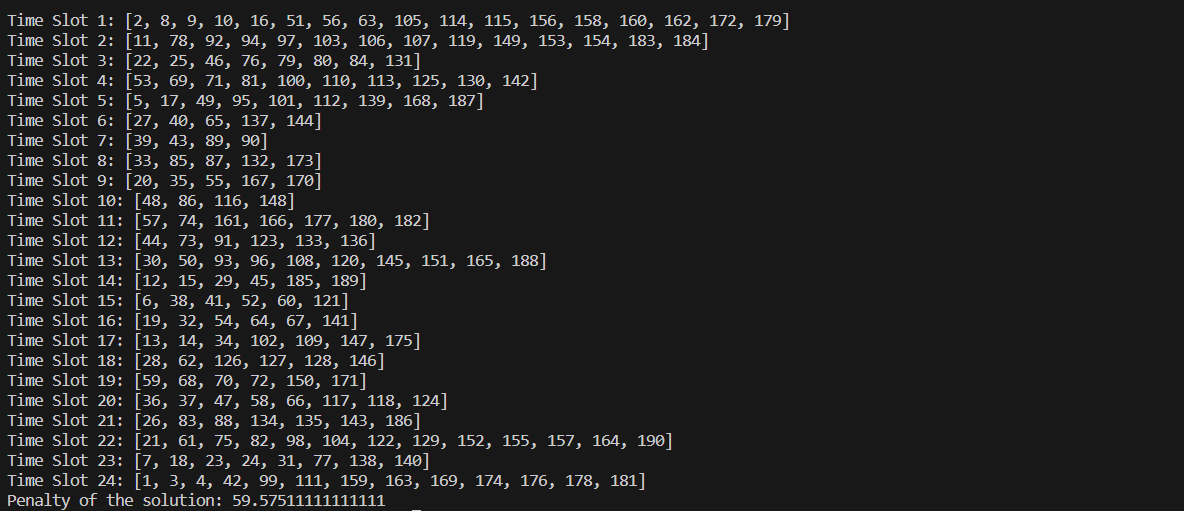 Time Slot 1: [2, 8, 9, 10, 16, 51, 56, 63, 105, 114, 115, 156, 158, 160, 162, 172, 179]
Time Slot 2: [11, 78, 92, 94, 97, 103, 106, 107, 119, 149, 153, 154, 183, 184]
Time Slot 3: [22, 25, 46, 76, 79, 80, 84, 131]
Time Slot 4: [53, 69, 71, 81, 100, 110, 113, 125, 130, 142]
Time Slot 5: [5, 17, 49, 95, 101, 112, 139, 168, 187]
Time Slot 6: [27, 40, 65, 137, 144]
Time Slot 7: [39, 43, 89, 90]
Time Slot 8: [33, 85, 87, 132, 173]
Time Slot 9: [20, 35, 55, 167, 170]
Time Slot 10: [48, 86, 116, 148]
Time Slot 11: [57, 74, 161, 166, 177, 180, 182]
Time Slot 12: [44, 73, 91, 123, 133, 136]
Time Slot 13: [30, 50, 93, 96, 108, 120, 145, 151, 165, 188]
Time Slot 14: [12, 15, 29, 45, 185, 189]
Time Slot 15: [6, 38, 41, 52, 60, 121]
Time Slot 16: [19, 32, 54, 64, 67, 141]
Time Slot 17: [13, 14, 34, 102, 109, 147, 175]
Time Slot 18: [28, 62, 126, 127, 128, 146]
Time Slot 19: [59, 68, 70, 72, 150, 171]
Time Slot 20: [36, 37, 47, 58, 66, 117, 118, 124]
Time Slot 21: [26, 83, 88, 134, 135, 143, 186]
Time Slot 22: [21, 61, 75, 82, 98, 104, 122, 129, 152, 155, 157, 164, 190]
Time Slot 23: [7, 18, 23, 24, 31, 77, 138, 140]
Time Slot 24: [1, 3, 4, 42, 99, 111, 159, 163, 169, 174, 176, 178, 181]
Penalty of the solution: 59.57511111111111